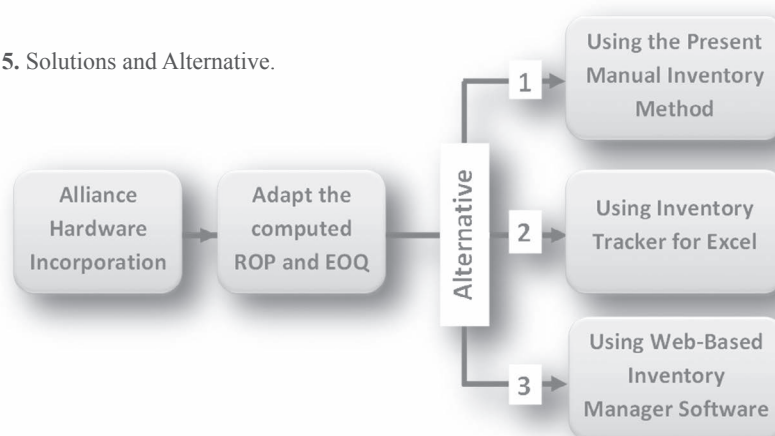 5. Solutions and Alternative.
Alliance
Hardware
Incorporation
Adapt the
computed
ROP and EOQ
Alternative
1
Using the Present
Manual Inventory
Method
2
Using Inventory
Tracker for Excel
3
Using Web-Based
Inventory
Manager Software